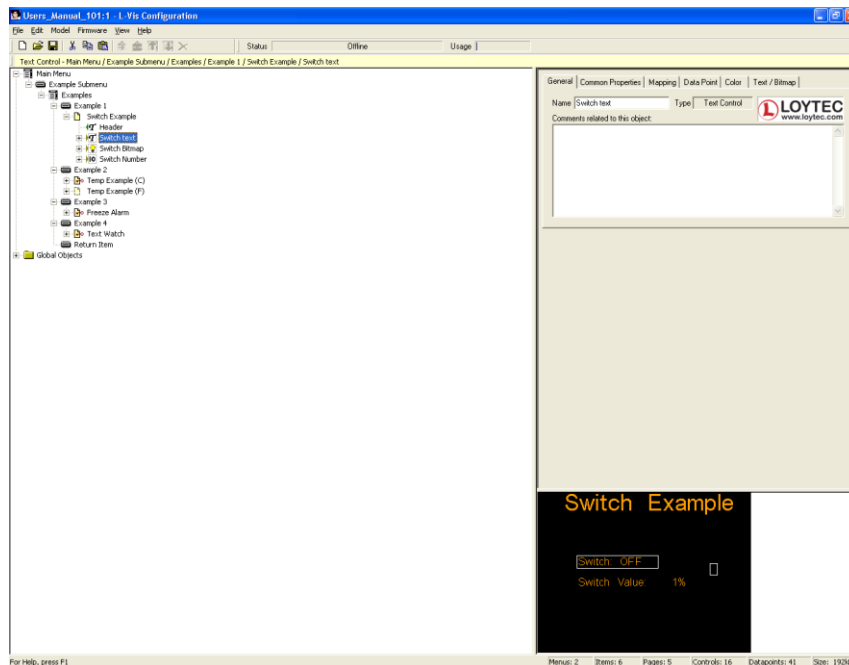 Users_Manual_101:1 - L-Vis Configuration
File Edit Model Firmware View Help
Status Offline Usage
Text Control - Main Menu / Example Submenu / Examples / Example 1 / Switch Example / Switch text
Main Menu
Example Submenu
Examples
Example 1
Switch Example
Header
Switch text
Switch Bitmap
Switch Number
Example 2
Temp Example (C)
Temp Example (F)
Example 3
Freeze Alarm
Example 4
Text Watch
Return Item
Global Objects
General Common Properties Mapping Data Point Color Text / Bitmap
Name Switch text Type Text Control
LOYTEC
www.loytec.com
Comments related to this object:
Switch Example
Switch: OFF
Switch Value: 1%
For Help, press F1
Menus: 2 Items: 6 Pages: 5 Controls: 16 Datapoints: 41 Size: 192k